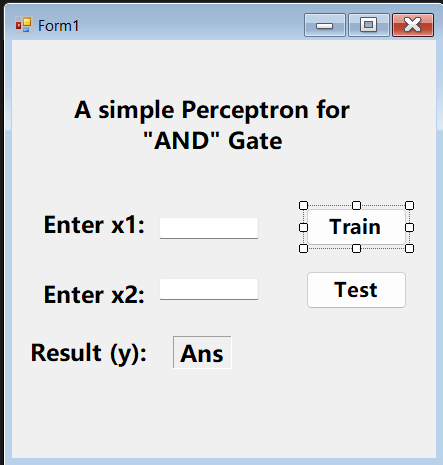 Form1
A simple Perceptron for
"AND" Gate
Enter x1:
Train
Enter x2:
Test
Result (y):
Ans